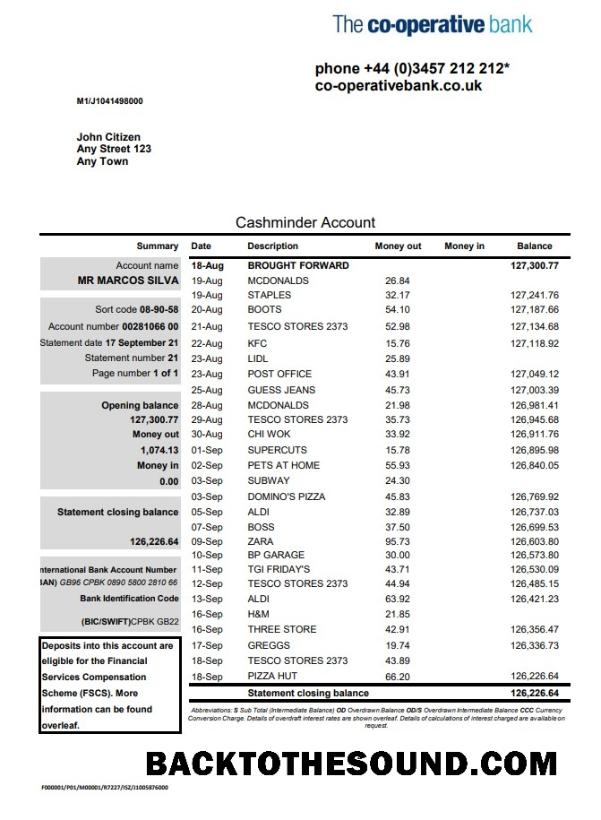 The co-operative bank
phone +44 (0)3457 212 212*
co-operativebank.co.uk
M1/J1041498000
John Citizen
Any Street 123
Any Town
Cashminder Account
Summary Date Description Money out Money in Balance
Account name 18-Aug BROUGHT FORWARD 127,300.77
MR MARCOS SILVA 19-Aug MCDONALDS 26.84
19-Aug STAPLES 32.17 127,241.76
Sort code 08-90-58 20-Aug BOOTS 54.10 127,187.66
Account number 00281066 00 21-Aug TESCO STORES 2373 52.98 127,134.68
Statement date 17 September 21 22-Aug KFC 15.76 127,118.92
Statement number 21 23-Aug LIDL 25.89
Page number 1 of 1 23-Aug POST OFFICE 43.91 127,049.12
25-Aug GUESS JEANS 45.73 127,003.39
Opening balance 28-Aug MCDONALDS 21.98 126,981.41
127,300.77 29-Aug TESCO STORES 2373 35.73 126,945.68
Money out 30-Aug CHI WOK 33.92 126,911.76
1,074.13 01-Sep SUPERCUTS 15.78 126,895.98
Money in 02-Sep PETS AT HOME 55.93 126,840.05
0.00 03-Sep SUBWAY 24.30
03-Sep DOMINO'S PIZZA 45.83 126,769.92
Statement closing balance 05-Sep ALDI 32.89 126,737.03
07-Sep BOSS 37.50 126,699.53
126,226.64 09-Sep ZARA 95.73 126,603.80
10-Sep BP GARAGE 30.00 126,573.80
nternational Bank Account Number 11-Sep TGI FRIDAY'S 43.71 126,530.09
IAN) GB96 CPBK 0890 5800 2810 66 12-Sep TESCO STORES 2373 44.94 126,485.15
Bank Identification Code 13-Sep ALDI 63.92 126,421.23
16-Sep H&M 21.85
(BIC/SWIFT)CPBK GB22 16-Sep THREE STORE 42.91 126,356.47
Deposits into this account are 17-Sep GREGGS 19.74 126,336.73
eligible for the Financial 18-Sep TESCO STORES 2373 43.89
Services Compensation 18-Sep PIZZA HUT 66.20 126,226.64
Scheme (FSCS). More Statement closing balance 126,226.64
information can be found
overleaf.
Abbreviations: S Sub Total (Intermediate Balance) OD Overdrawn Balance OD/S Overdrawn Intermediate Balance CCC Currency
Conversion Charge. Details of overdraft interest rates are shown overleaf. Details of calculations of interest charged are available on
request.
BACKTOTHESOUND.COM
F000001/P01/M00001/R7227/IS2/J1005876000